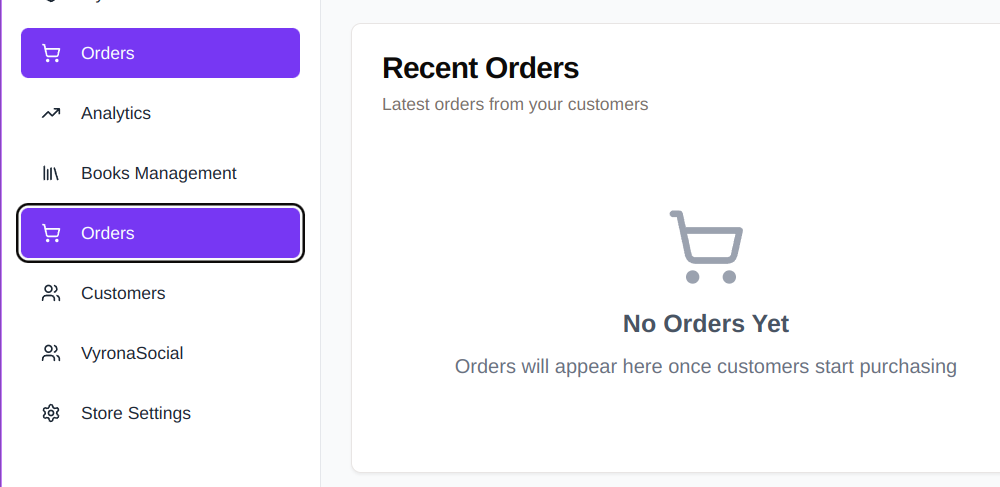 Orders
Analytics
Books Management
Orders
Customers
VyronaSocial
Store Settings
Recent Orders
Latest orders from your customers
No Orders Yet
Orders will appear here once customers start purchasing